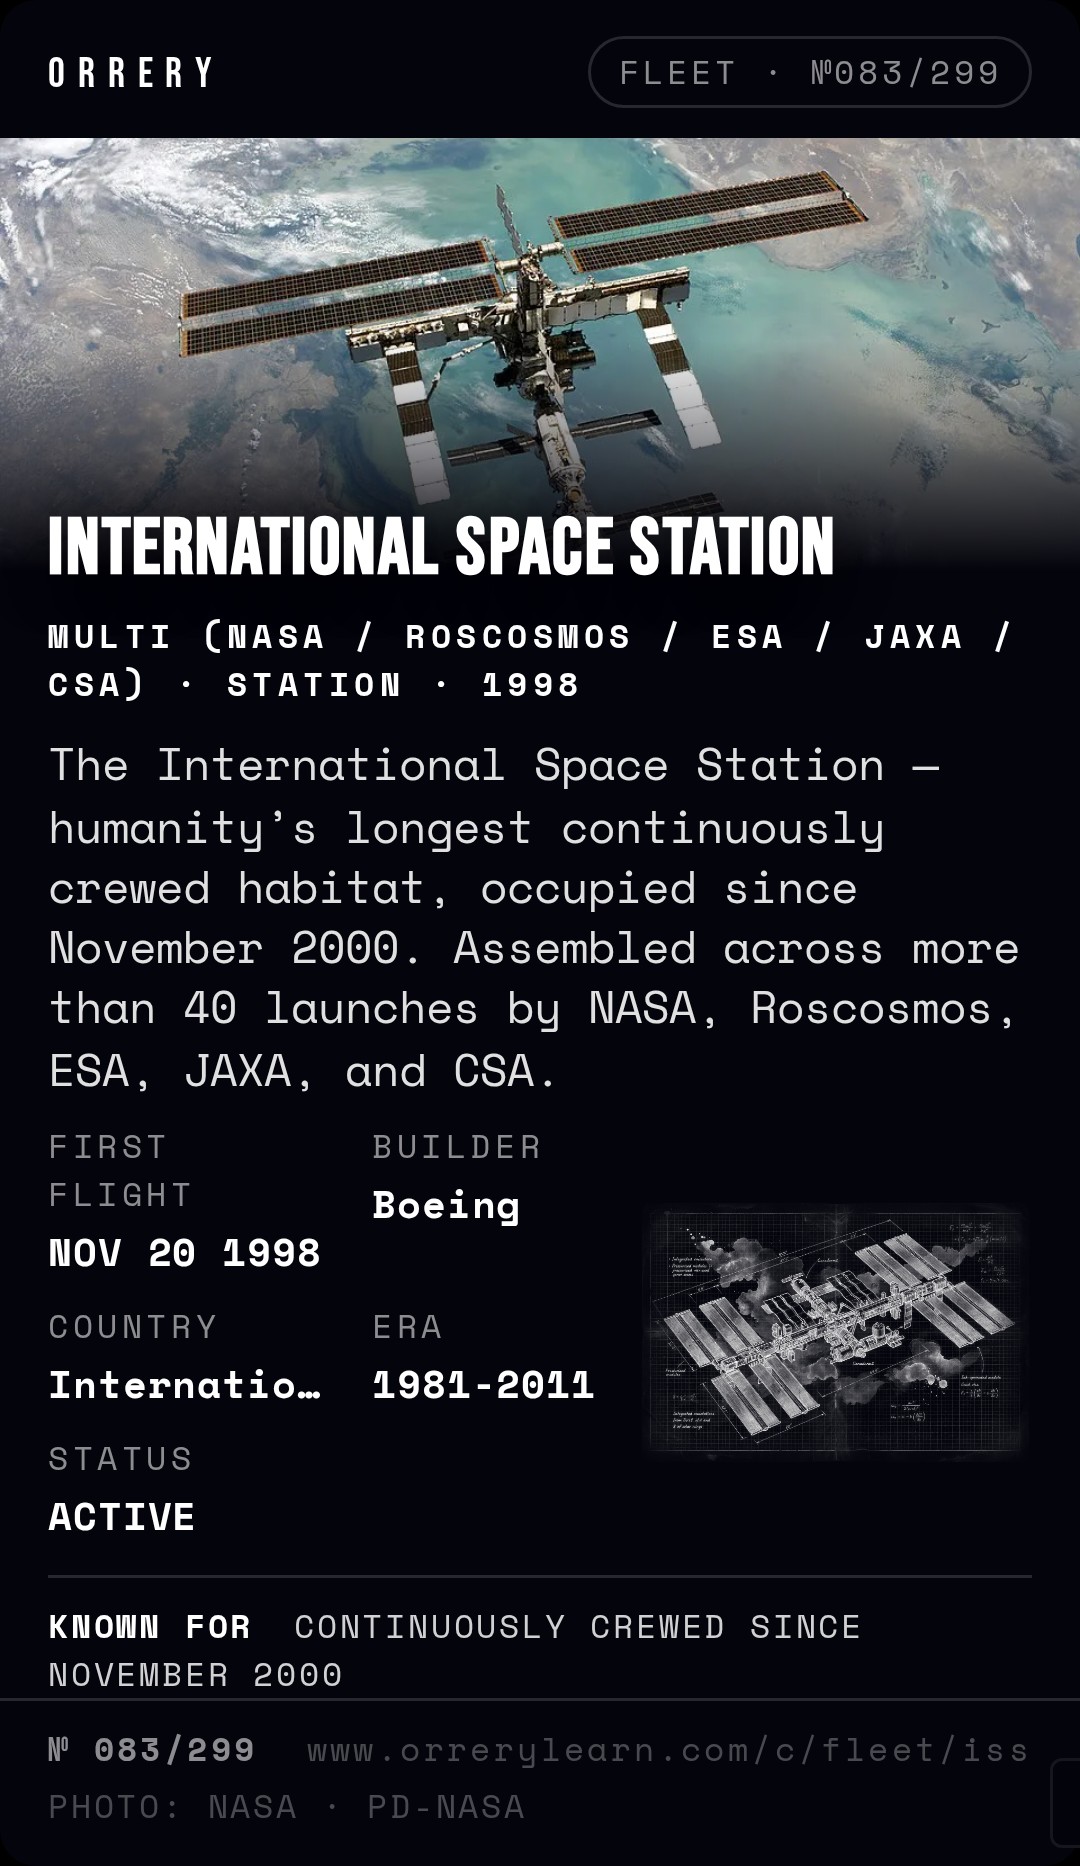 ORRERY
FLEET · №083/299
INTERNATIONAL SPACE STATION
MULTI (NASA / ROSCOSMOS / ESA / JAXA /
CSA) · STATION · 1998
The International Space Station —
humanity’s longest continuously
crewed habitat, occupied since
November 2000. Assembled across more
than 40 launches by NASA, Roscosmos,
ESA, JAXA, and CSA.
FIRST
FLIGHT
NOV 20 1998
BUILDER
Boeing
COUNTRY
Internatio…
ERA
1981-2011
STATUS
ACTIVE
KNOWN FOR CONTINUOUSLY CREWED SINCE
NOVEMBER 2000
№ 083/299 www.orrerylearn.com/c/fleet/iss
PHOTO: NASA · PD-NASA